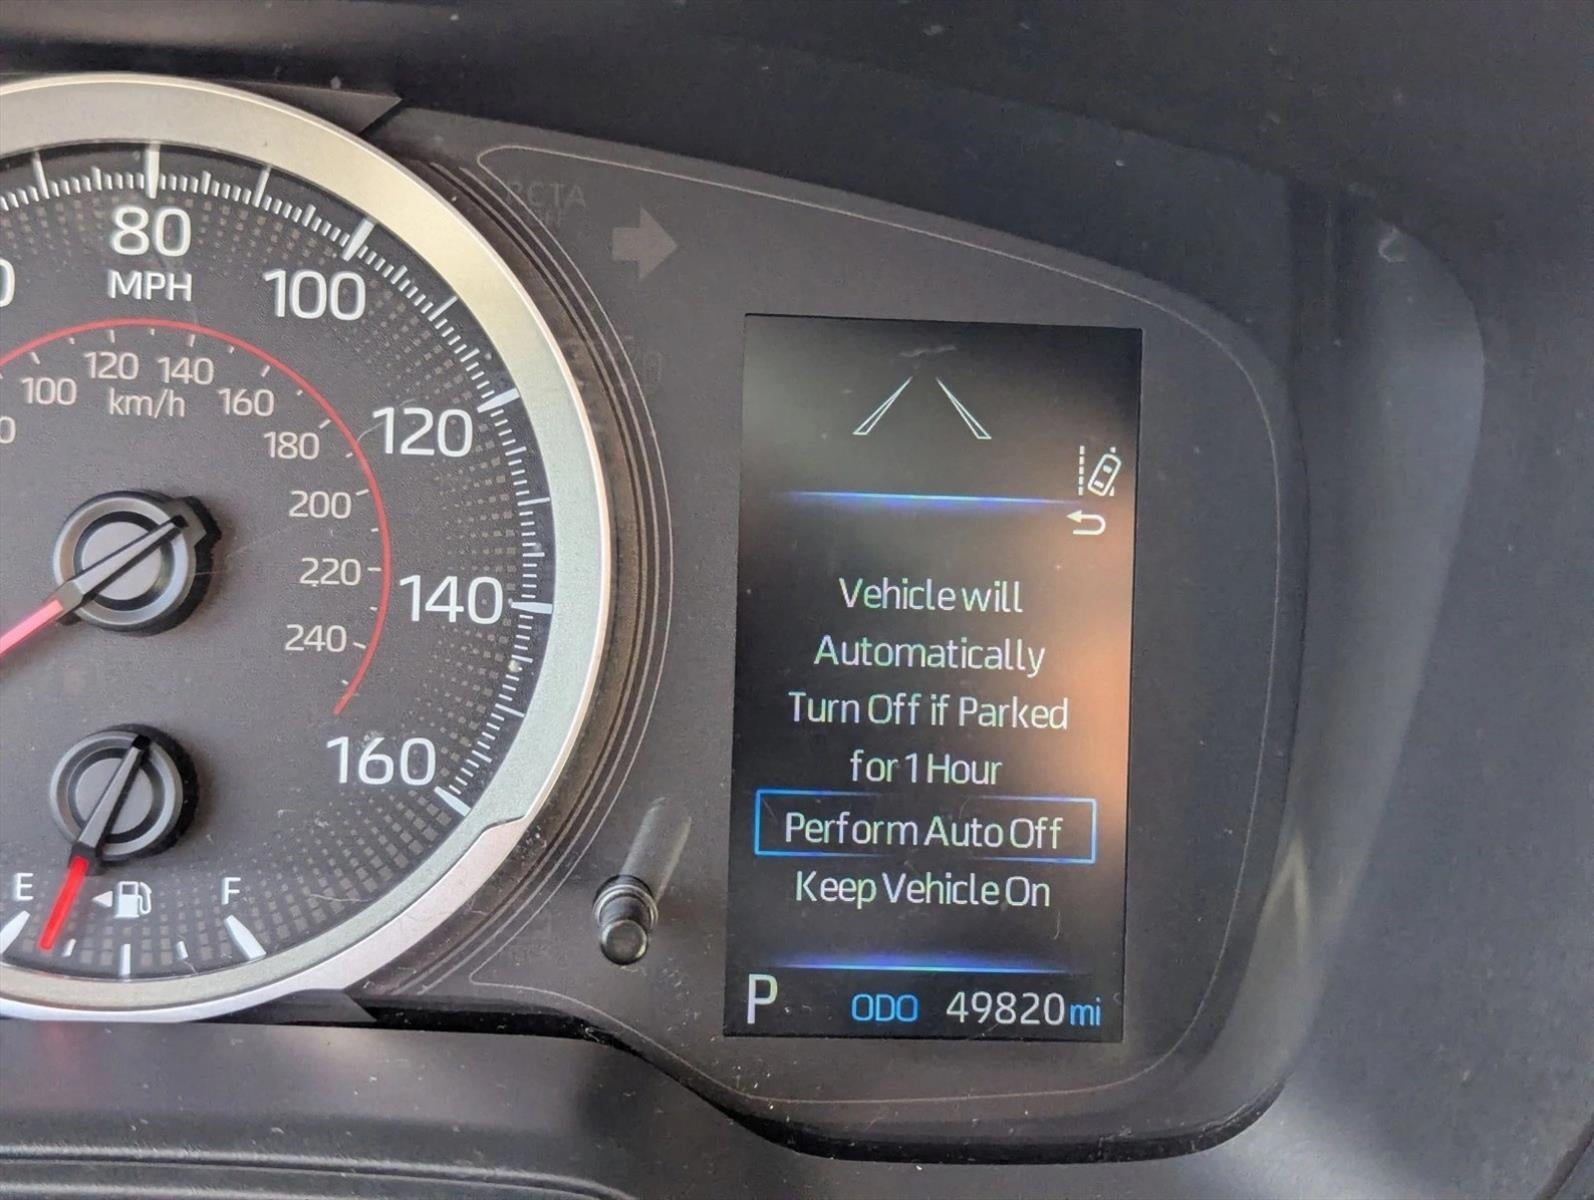 RCTA
80
MPH
100
120
140
160
100
120
140
160
km/h
180
200
220
240
E
F
Vehicle will
Automatically
Turn Off if Parked
for 1 Hour
Perform Auto Off
Keep Vehicle On
P ODO 49820 mi